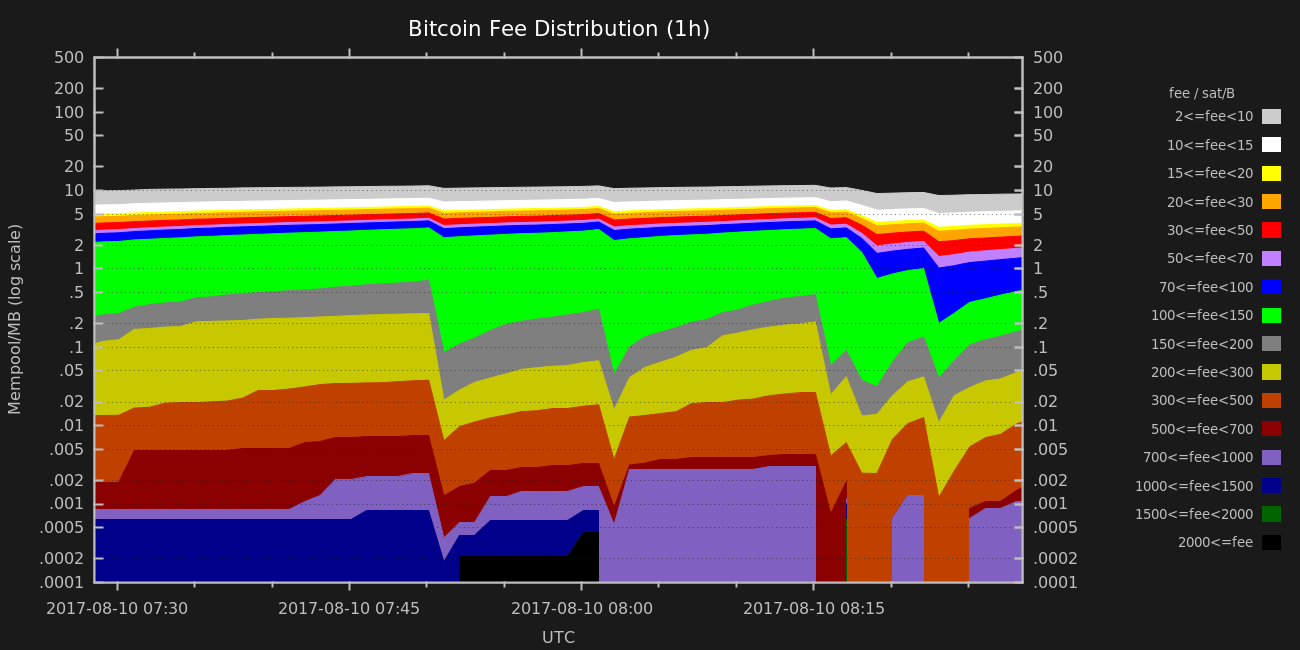 Bitcoin Fee Distribution (1h)
500 500
200 200
100 100
50 50
20 20
10 10
5 5
2 2
1 1
.5 .5
.2 .2
.1 .1
.05 .05
.02 .02
.01 .01
.005 .005
.002 .002
.001 .001
.0005 .0005
.0002 .0002
.0001 .0001
Mempool/MB (log scale)
2017-08-10 07:30 2017-08-10 07:45 2017-08-10 08:00 2017-08-10 08:15
UTC
fee / sat/B
2<=fee<10
10<=fee<15
15<=fee<20
20<=fee<30
30<=fee<50
50<=fee<70
70<=fee<100
100<=fee<150
150<=fee<200
200<=fee<300
300<=fee<500
500<=fee<700
700<=fee<1000
1000<=fee<1500
1500<=fee<2000
2000<=fee